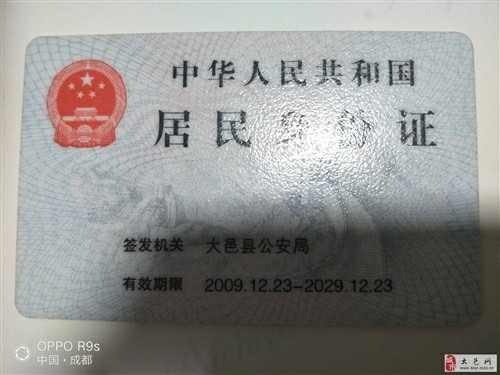 中华人民共和国
居民身份证
签发机关 大邑县公安局
有效期限 2009.12.23-2029.12.23
OPPO R9s
中国·成都
大邑网